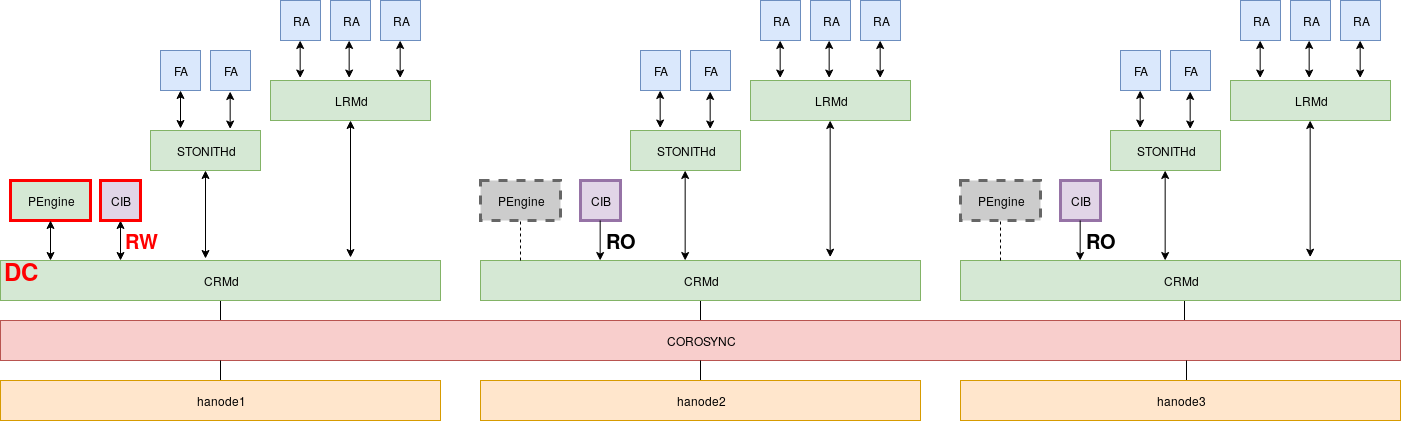 RA RA RA RA RA RA RA RA RA
FA FA FA FA FA FA
LRMd LRMd LRMd
STONITHd STONITHd STONITHd
PEngine CIB PEngine CIB PEngine CIB
RW RO RO
DC
CRMd CRMd CRMd
COROSYNC
hanode1 hanode2 hanode3